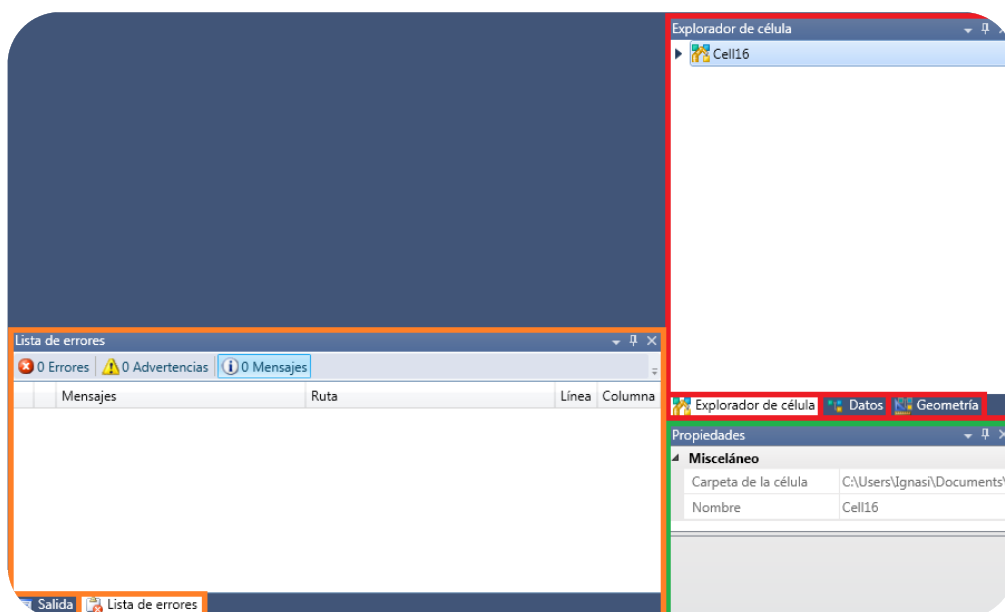 Explorador de célula
Cell16
Lista de errores
0 Errores 0 Advertencias 0 Mensajes
Mensajes Ruta Línea Columna
Explorador de célula Datos Geometría
Propiedades
Misceláneo
Carpeta de la célula C:\Users\Ignasi\Documents\
Nombre Cell16
Salida Lista de errores